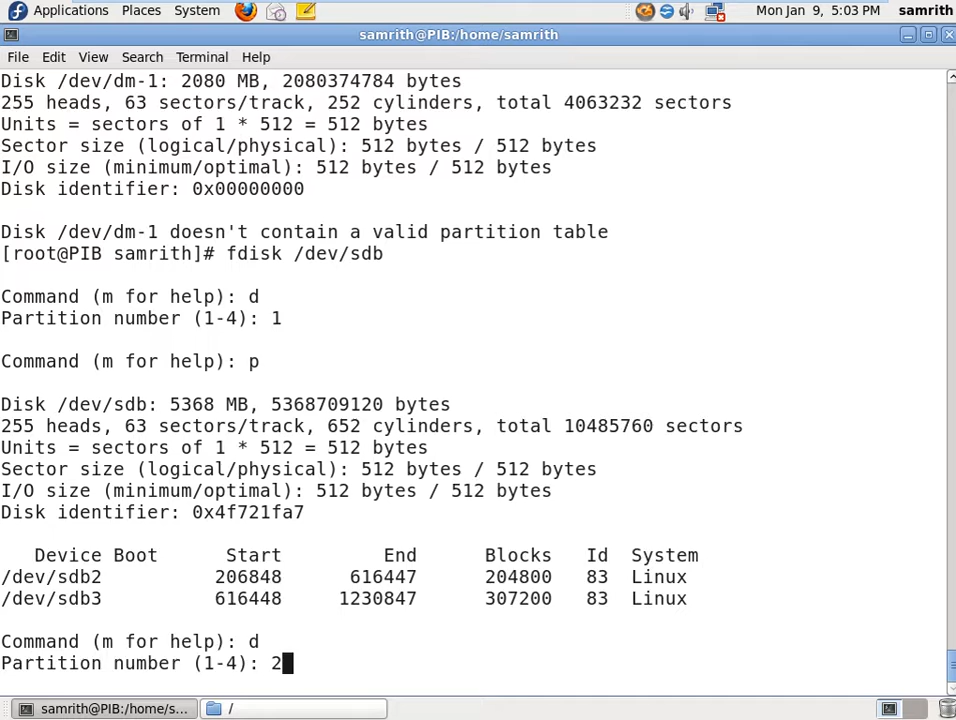 Applications Places System Mon Jan 9, 5:03 PM samrith
samrith@PIB:/home/samrith
File Edit View Search Terminal Help
Disk /dev/dm-1: 2080 MB, 2080374784 bytes
255 heads, 63 sectors/track, 252 cylinders, total 4063232 sectors
Units = sectors of 1 * 512 = 512 bytes
Sector size (logical/physical): 512 bytes / 512 bytes
I/O size (minimum/optimal): 512 bytes / 512 bytes
Disk identifier: 0x00000000
Disk /dev/dm-1 doesn't contain a valid partition table
[root@PIB samrith]# fdisk /dev/sdb
Command (m for help): d
Partition number (1-4): 1
Command (m for help): p
Disk /dev/sdb: 5368 MB, 5368709120 bytes
255 heads, 63 sectors/track, 652 cylinders, total 10485760 sectors
Units = sectors of 1 * 512 = 512 bytes
Sector size (logical/physical): 512 bytes / 512 bytes
I/O size (minimum/optimal): 512 bytes / 512 bytes
Disk identifier: 0x4f721fa7
Device Boot Start End Blocks Id System
/dev/sdb2 206848 616447 204800 83 Linux
/dev/sdb3 616448 1230847 307200 83 Linux
Command (m for help): d
Partition number (1-4): 2
samrith@PIB:/home/s... /